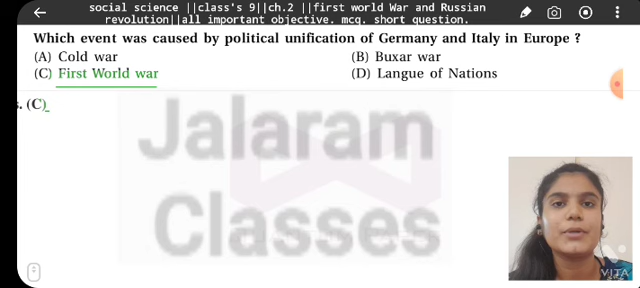 social science ||class's 9||ch.2 ||first world War and Russian
revolution||all important objective. mcq. short question.
Which event was caused by political unification of Germany and Italy in Europe ?
(A) Cold war (B) Buxar war
(C) First World war (D) Langue of Nations
s. (C)
Jalaram
Classes
VITA